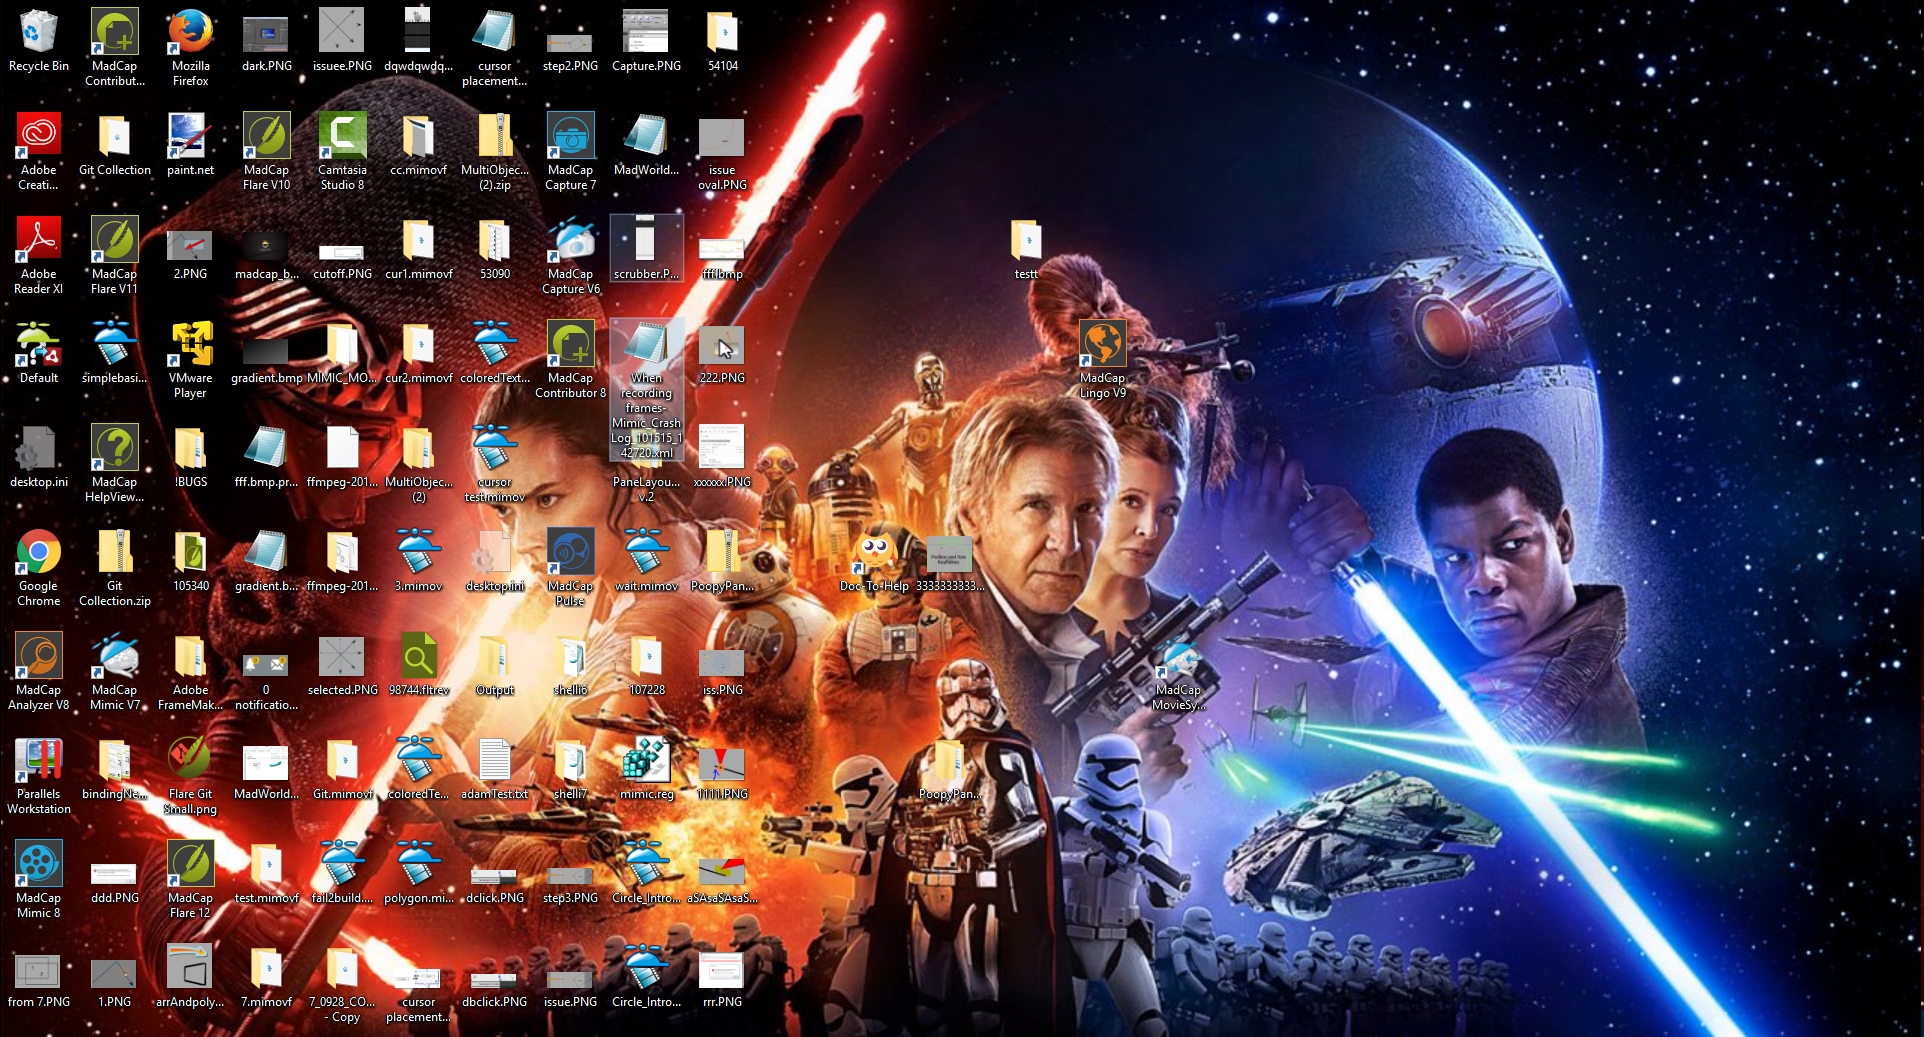 Recycle Bin
MadCap
Contribut...
Mozilla
Firefox
dark.PNG
issuee.PNG
dqwdqwdq...
cursor
placement...
step2.PNG
Capture.PNG
54104
Adobe
Creati...
Git Collection
paint.net
MadCap
Flare V10
Camtasia
Studio 8
cc.mimovf
MultiObjec...
(2).zip
MadCap
Capture 7
MadWorld...
issue
oval.PNG
Adobe
Reader XI
MadCap
Flare V11
2.PNG
madcap_b...
cutoff.PNG
cur1.mimovf
53090
MadCap
Capture V6
scrubber.P...
fff.bmp
testt
Default
simplebasi...
VMware
Player
gradient.bmp
MIMIC_MO...
cur2.mimovf
coloredText...
MadCap
Contributor 8
When
recording
frames-
Mimic_Crash
Log_101515_1
42720.xml
222.PNG
MadCap
Lingo V9
desktop.ini
MadCap
HelpView...
!BUGS
fff.bmp.pr...
ffmpeg-201...
MultiObjec...
(2)
cursor
test.mimov
PaneLayou...
v.2
xxxxxx.PNG
Google
Chrome
Git
Collection.zip
105340
gradient.b...
ffmpeg-201...
3.mimov
desktop.ini
MadCap
Pulse
wait.mimov
PoopyPan...
Doc-To-Help
3333333333...
MadCap
Analyzer V8
MadCap
Mimic V7
Adobe
FrameMak...
0
notificatio...
selected.PNG
98744.fltrev
Output
shelli6
107228
iss.PNG
MadCap
MovieSy...
Parallels
Workstation
bindingNe...
Flare Git
Small.png
MadWorld...
Git.mimovf
coloredTe...
adamTest.txt
shelli7
mimic.reg
1111.PNG
PoopyPan...
MadCap
Mimic 8
ddd.PNG
MadCap
Flare 12
test.mimovf
fail2build....
polygon.mi...
dclick.PNG
step3.PNG
Circle_Intro...
aSAsaSAsaS...
from 7.PNG
1.PNG
arrAndpoly...
7.mimovf
7_0928_CO...
- Copy
cursor
placement...
dbclick.PNG
issue.PNG
Circle_Intro...
rrr.PNG